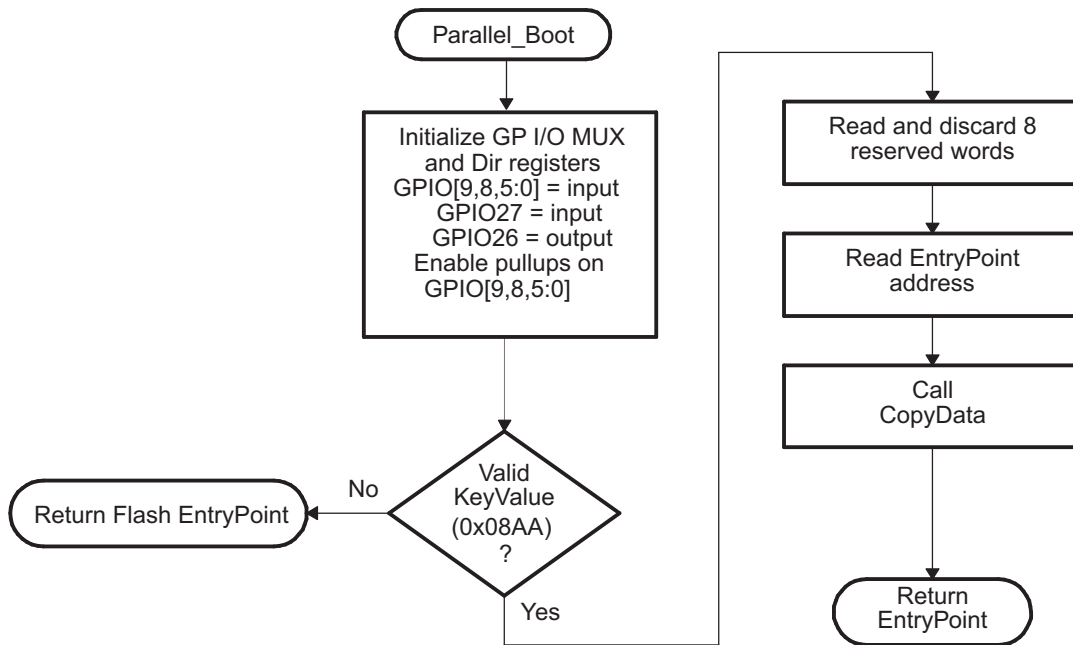 Parallel_Boot
Initialize GP I/O MUX
and Dir registers
GPIO[9,8,5:0] = input
GPIO27 = input
GPIO26 = output
Enable pullups on
GPIO[9,8,5:0]
Valid
KeyValue
(0x08AA)
?
No
Return Flash EntryPoint
Yes
Read and discard 8
reserved words
Read EntryPoint
address
Call
CopyData
Return
EntryPoint